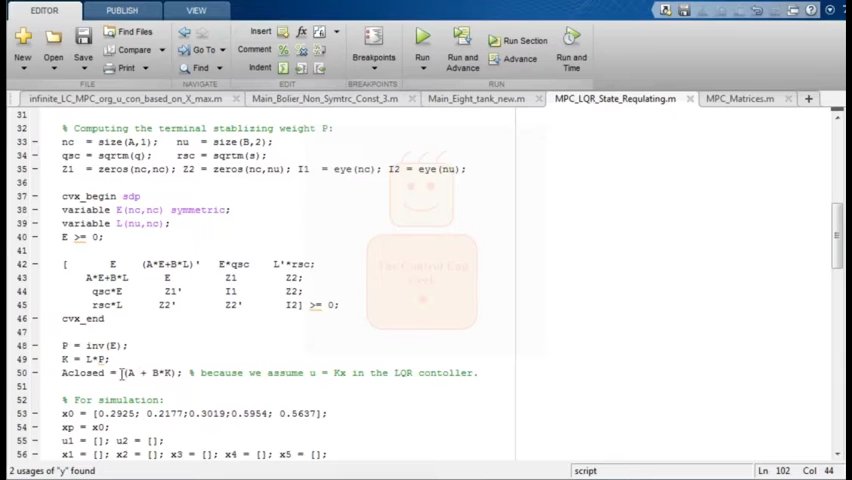 EDITOR PUBLISH VIEW
New Open Save Find Files Compare Print
Go To Find
Insert Comment Indent
Breakpoints
Run Run and Advance Run Section Advance Run and Time
FILE NAVIGATE EDIT BREAKPOINTS RUN
infinite_LC_MPC_org_u_con_based_on_X_max.m Main_Bolier_Non_Symtrc_Const_3.m Main_Eight_tank_new.m MPC_LQR_State_Regulating.m MPC_Matrices.m
31
32 % Computing the terminal stablizing weight P:
33 nc = size(A,1); nu = size(B,2);
34 qsc = sqrtm(q); rsc = sqrtm(s);
35 Z1 = zeros(nc,nc); Z2 = zeros(nc,nu); I1 = eye(nc); I2 = eye(nu);
36
37 cvx_begin sdp
38 variable E(nc,nc) symmetric;
39 variable L(nu,nc);
40 E >= 0;
41
42 [ E (A*E+B*L)' E*qsc L'*rsc;
43 A*E+B*L E Z1 Z2;
44 qsc*E Z1' I1 Z2;
45 rsc*L Z2' Z2' I2] >= 0;
46 cvx_end
47
48 P = inv(E);
49 K = L*P;
50 Aclosed = (A + B*K); % because we assume u = Kx in the LQR contoller.
51
52 % For simulation:
53 x0 = [0.2925; 0.2177;0.3019;0.5954; 0.5637];
54 xp = x0;
55 u1 = []; u2 = [];
56 x1 = []; x2 = []; x3 = []; x4 = []; x5 = [];
2 usages of "y" found script Ln 102 Col 44